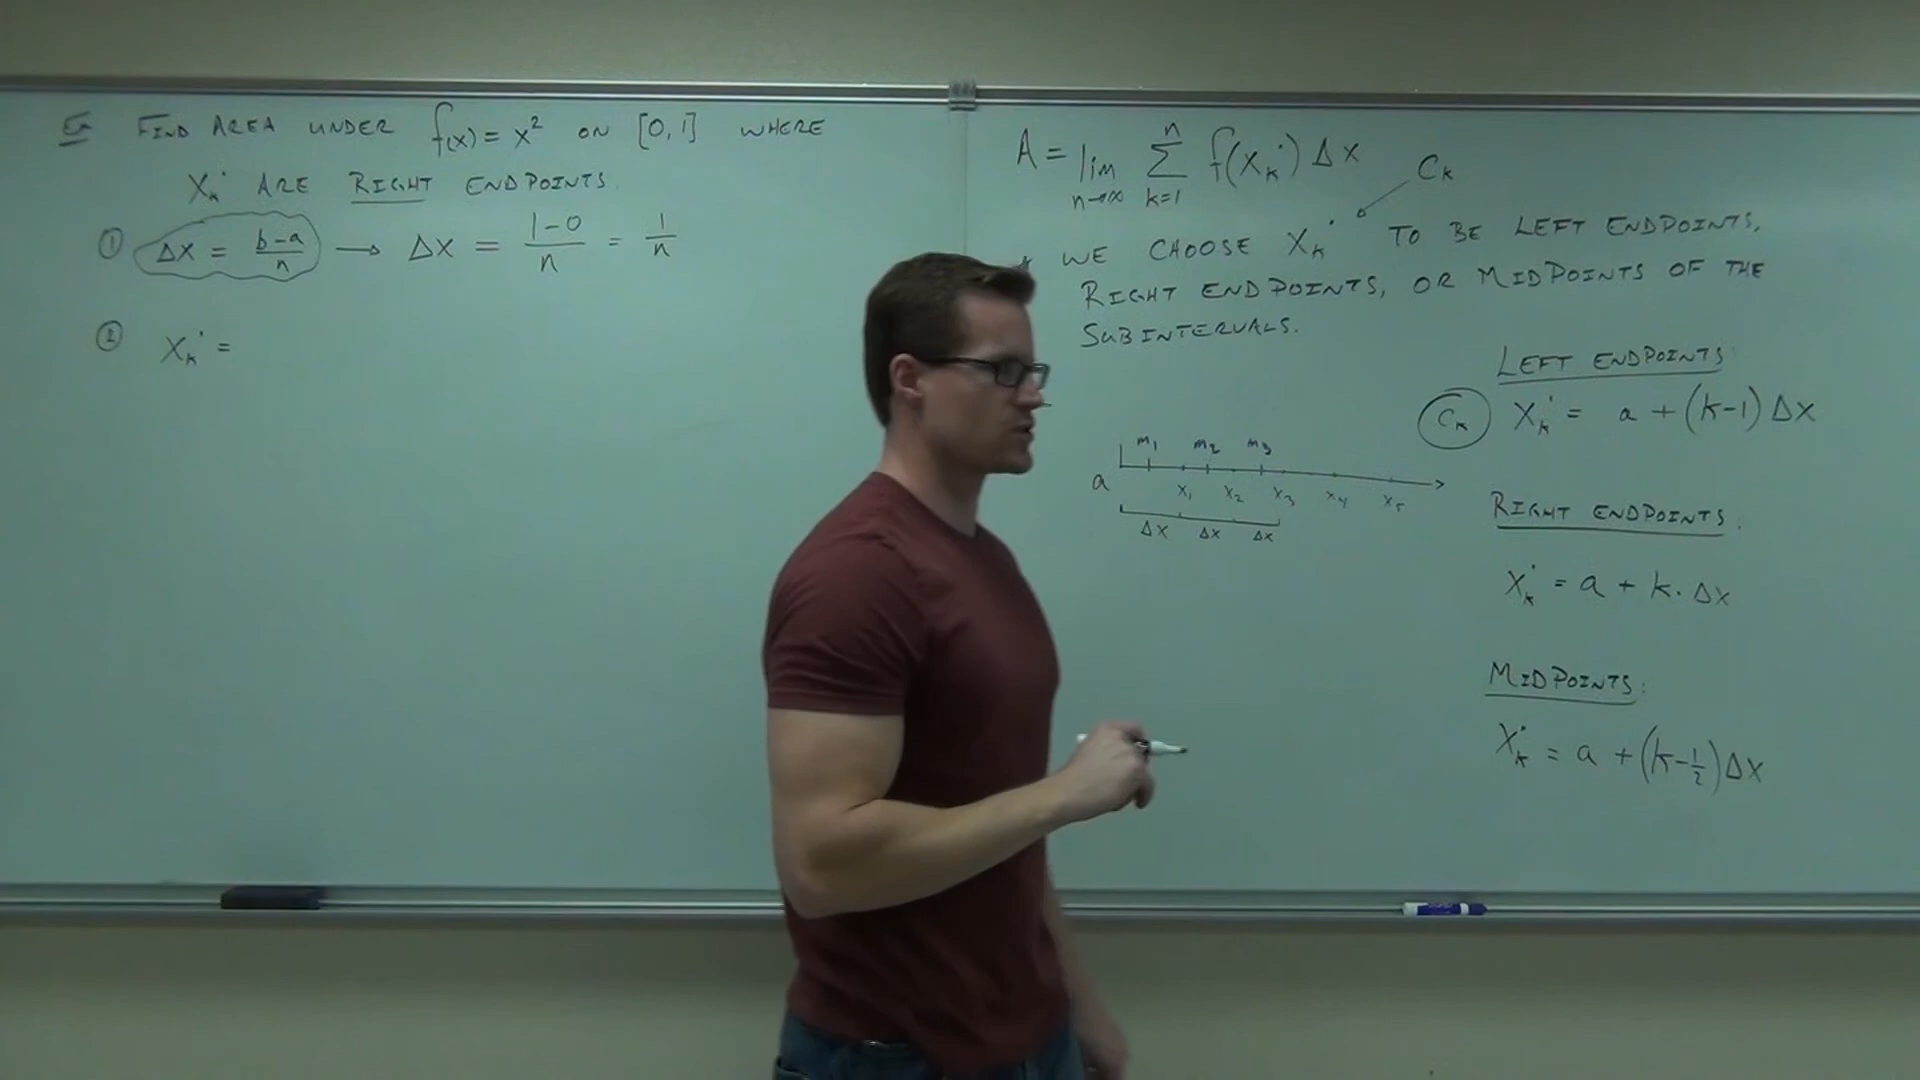 Ex FIND AREA UNDER f(x) = x² ON [0,1] WHERE
Xₖ* ARE RIGHT ENDPOINTS.
① Δx = b-a/n → Δx = 1-0/n = 1/n
② Xₖ* =
A = lim n→∞ Σ k=1 n f(Xₖ*) Δx
Cₖ
* WE CHOOSE Xₖ* TO BE LEFT ENDPOINTS,
RIGHT ENDPOINTS, OR MIDPOINTS OF THE
SUBINTERVALS.
LEFT ENDPOINTS:
Cₖ Xₖ* = a + (k-1) Δx
m₁ m₂ m₃
a x₁ x₂ x₃ x₄ x₅
Δx Δx Δx
RIGHT ENDPOINTS:
Xₖ* = a + k · Δx
MIDPOINTS:
Xₖ* = a + (k-1/2) Δx